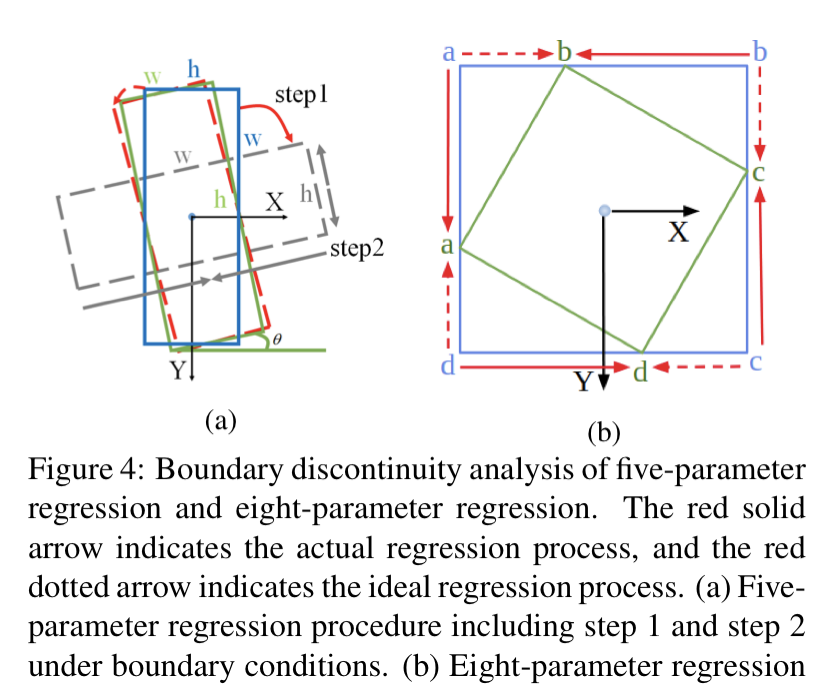 w h
step1
w
w
h X h
step2
θ
Y
(a)
a b b
c
X
a
d Y d c
(b)
Figure 4: Boundary discontinuity analysis of five-parameter
regression and eight-parameter regression. The red solid
arrow indicates the actual regression process, and the red
dotted arrow indicates the ideal regression process. (a) Five-
parameter regression procedure including step 1 and step 2
under boundary conditions. (b) Eight-parameter regression